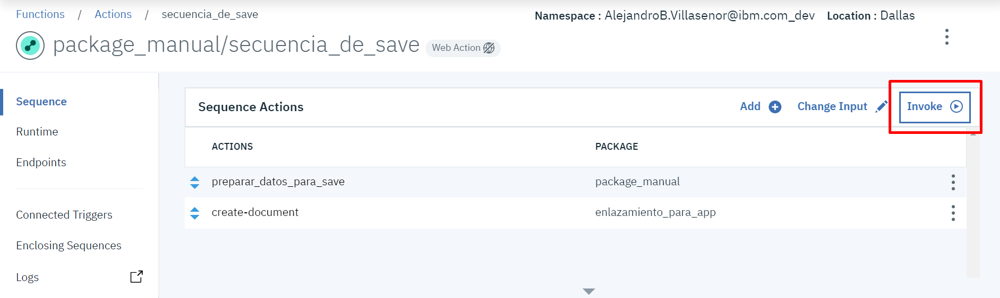 Functions / Actions / secuencia_de_save
Namespace : AlejandroB.Villasenor@ibm.com_dev Location : Dallas
package_manual/secuencia_de_save Web Action
Sequence
Runtime
Endpoints
Connected Triggers
Enclosing Sequences
Logs
Sequence Actions Add Change Input Invoke
ACTIONS PACKAGE
preparar_datos_para_save package_manual
create-document enlazamiento_para_app